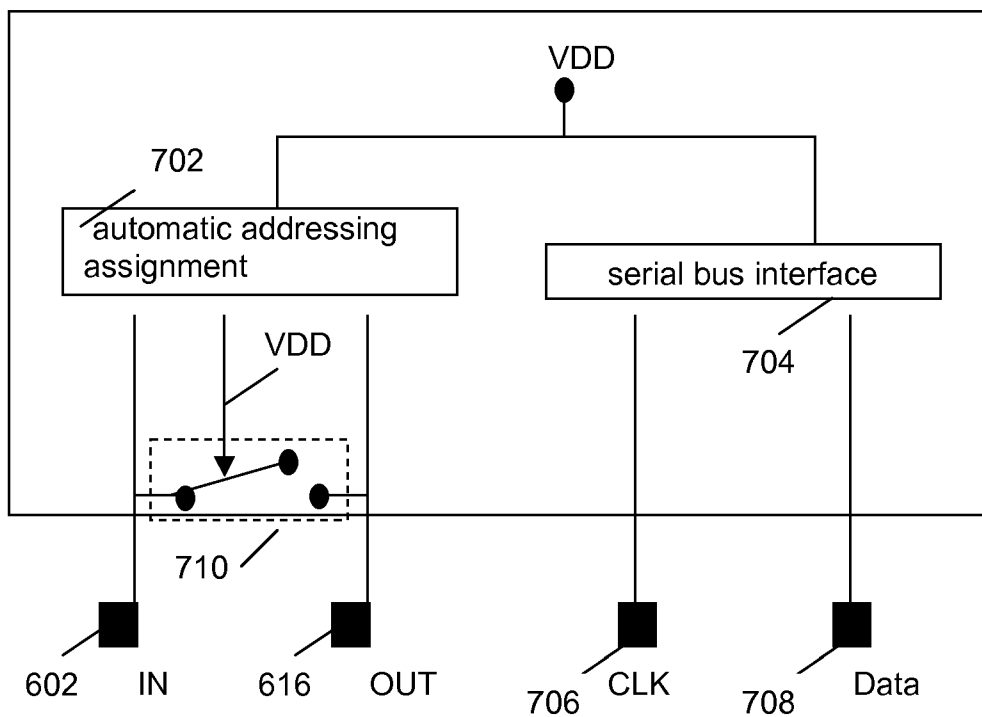 VDD
702
automatic addressing
assignment
serial bus interface
VDD
704
710
602 IN 616 OUT 706 CLK 708 Data